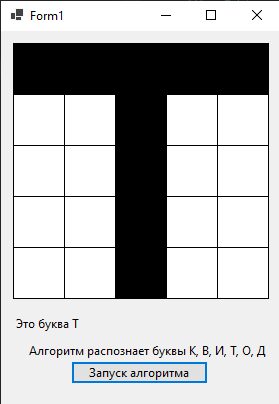 Form1
Это буква Т
Алгоритм распознает буквы К, В, И, Т, О, Д
Запуск алгоритма